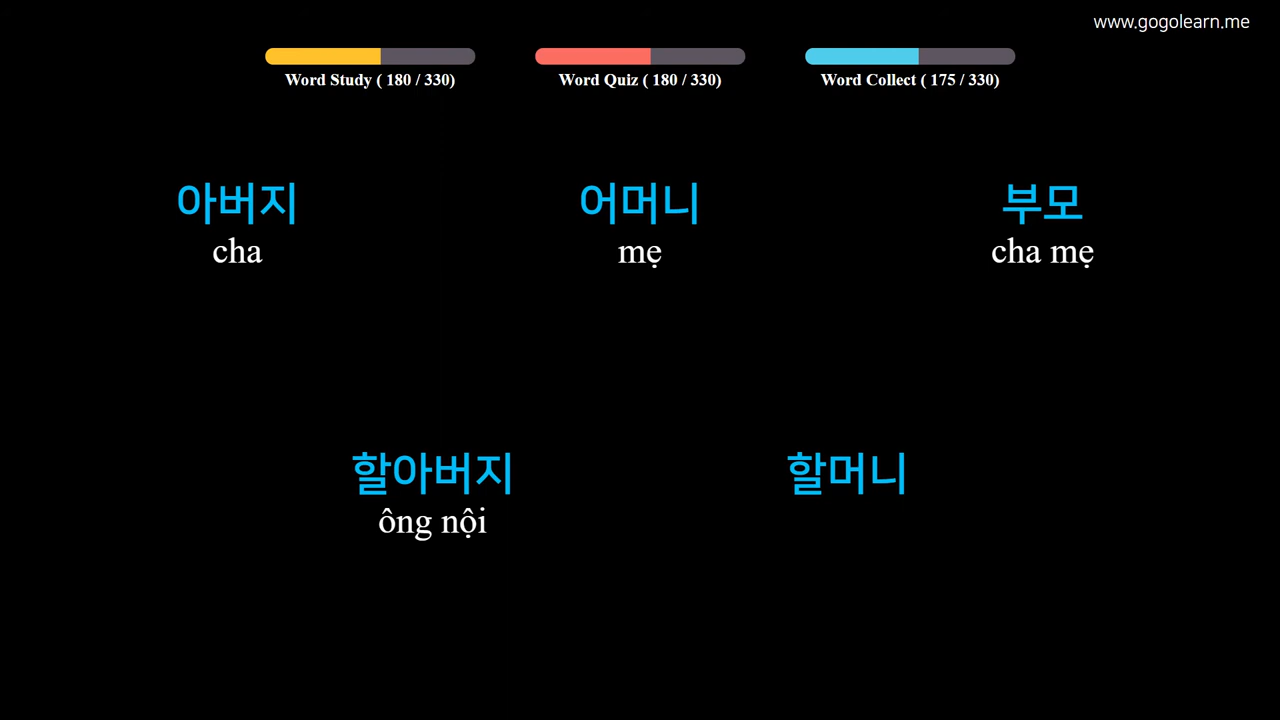 www.gogolearn.me
Word Study ( 180 / 330)
Word Quiz ( 180 / 330)
Word Collect ( 175 / 330)
아버지
cha
어머니
mẹ
부모
cha mẹ
할아버지
ông nội
할머니